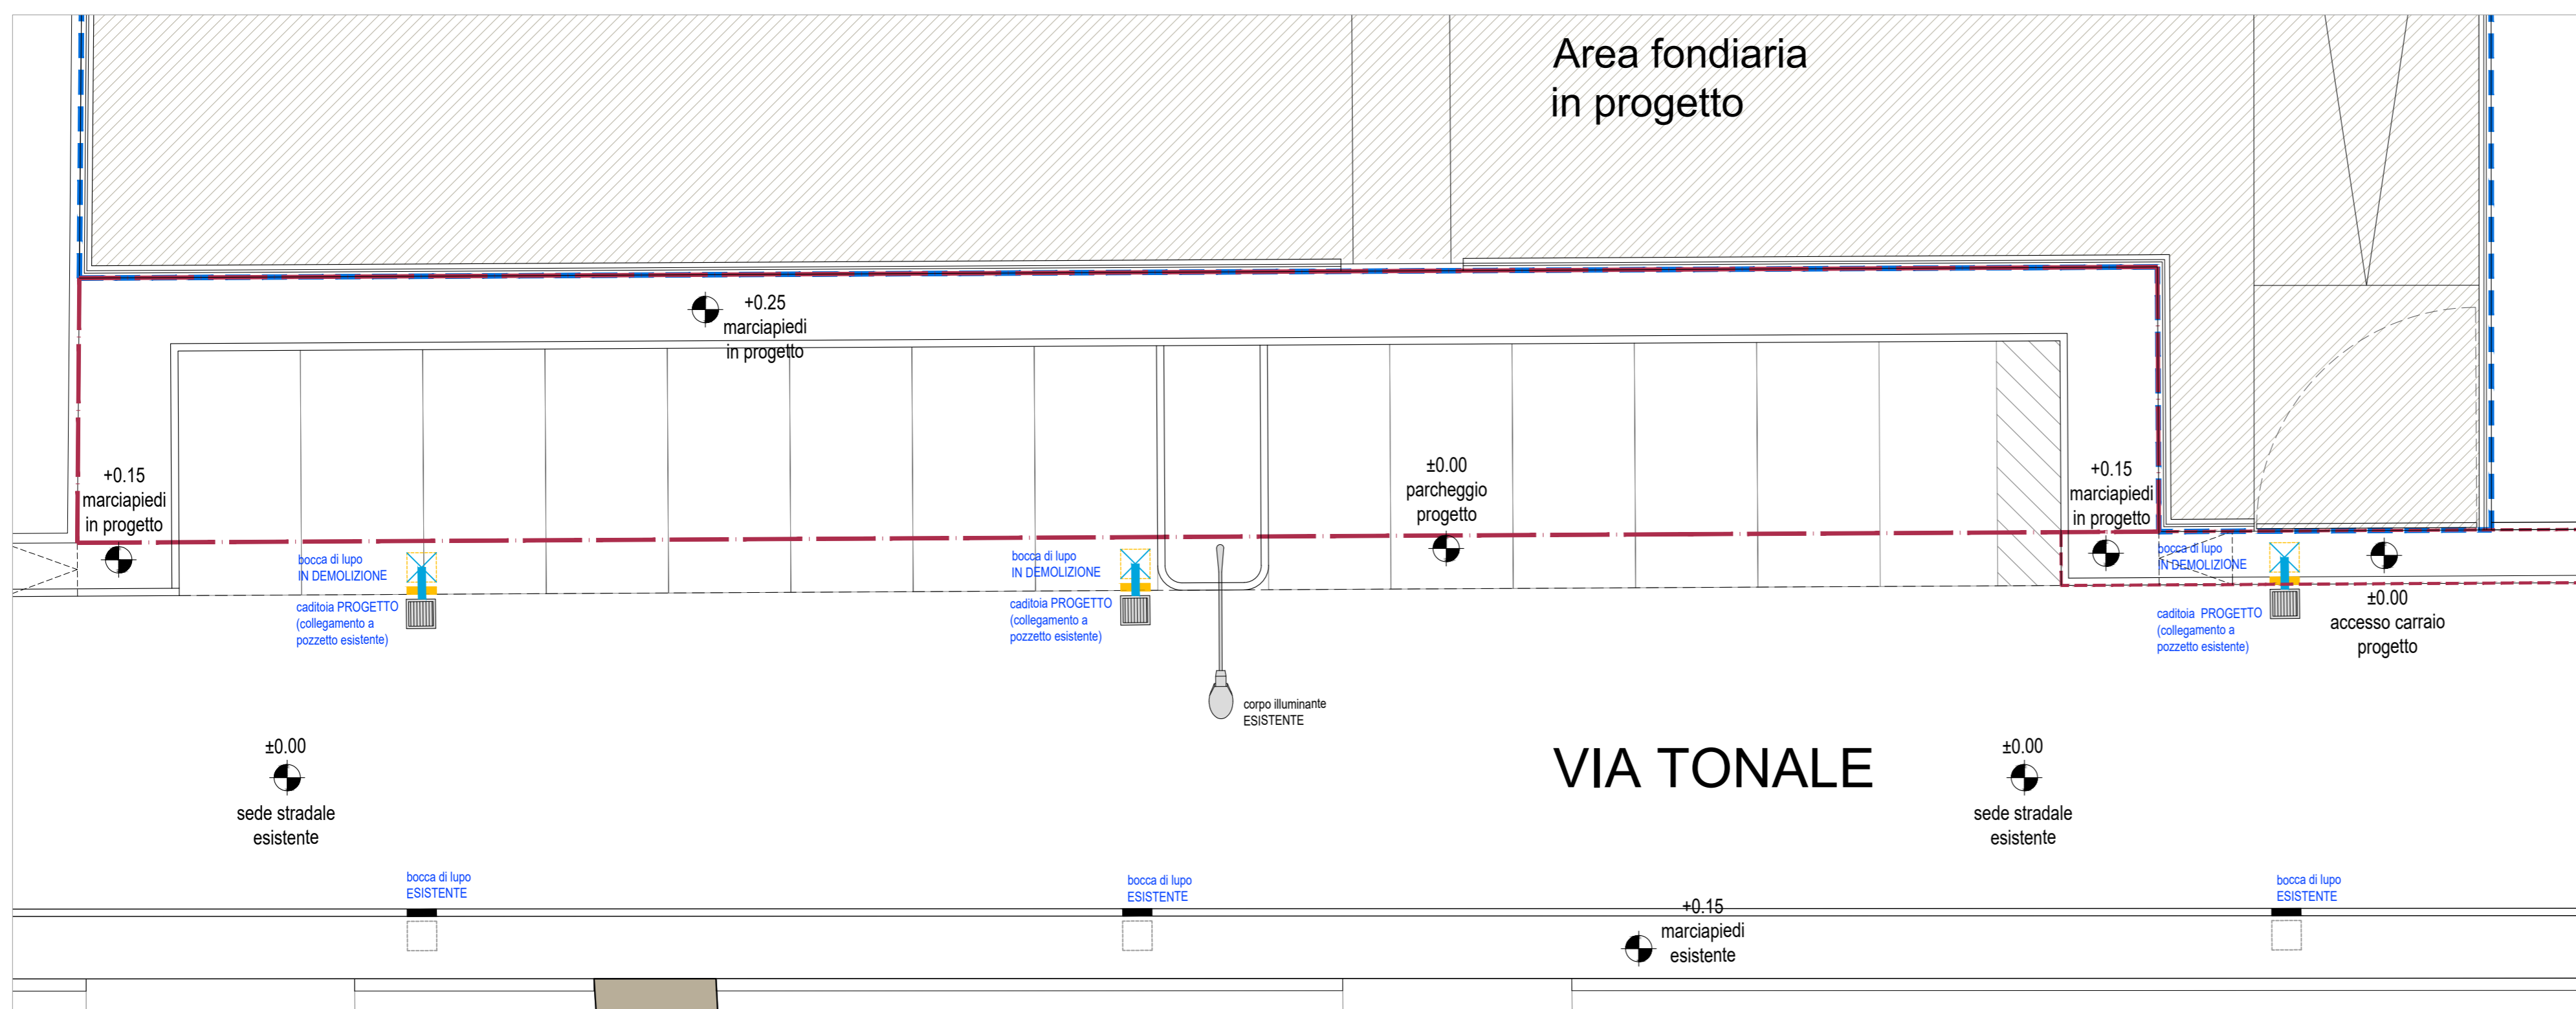 Area fondiaria
in progetto
+0.25
marciapiedi
in progetto
+0.15
marciapiedi
in progetto
±0.00
parcheggio
progetto
+0.15
marciapiedi
in progetto
bocca di lupo
IN DEMOLIZIONE
caditoia PROGETTO
(collegamento a
pozzetto esistente)
bocca di lupo
IN DEMOLIZIONE
caditoia PROGETTO
(collegamento a
pozzetto esistente)
bocca di lupo
IN DEMOLIZIONE
caditoia PROGETTO
(collegamento a
pozzetto esistente)
±0.00
accesso carraio
progetto
corpo illuminante
ESISTENTE
VIA TONALE
±0.00
sede stradale
esistente
±0.00
sede stradale
esistente
bocca di lupo
ESISTENTE
bocca di lupo
ESISTENTE
+0.15
marciapiedi
esistente
bocca di lupo
ESISTENTE